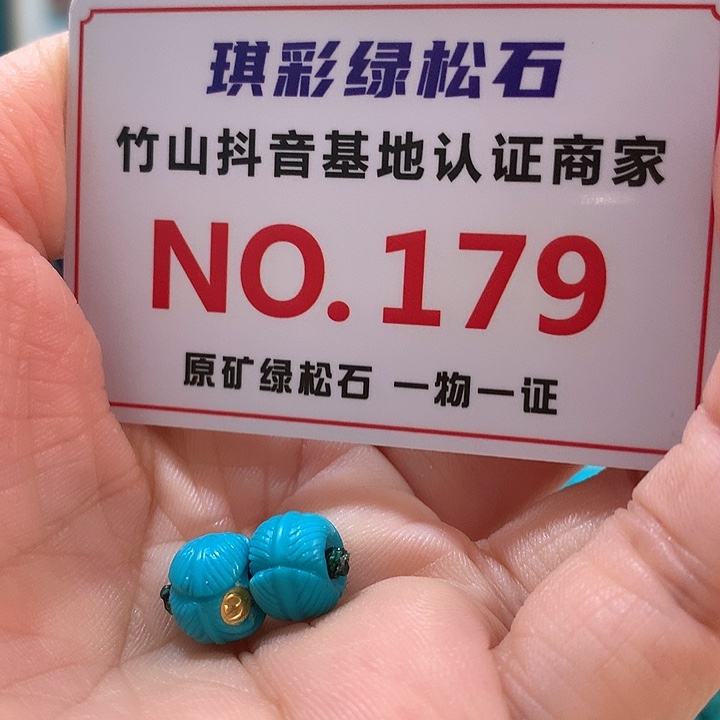 琪彩绿松石
竹山抖音基地认证商家
NO.179
原矿绿松石 一物一证